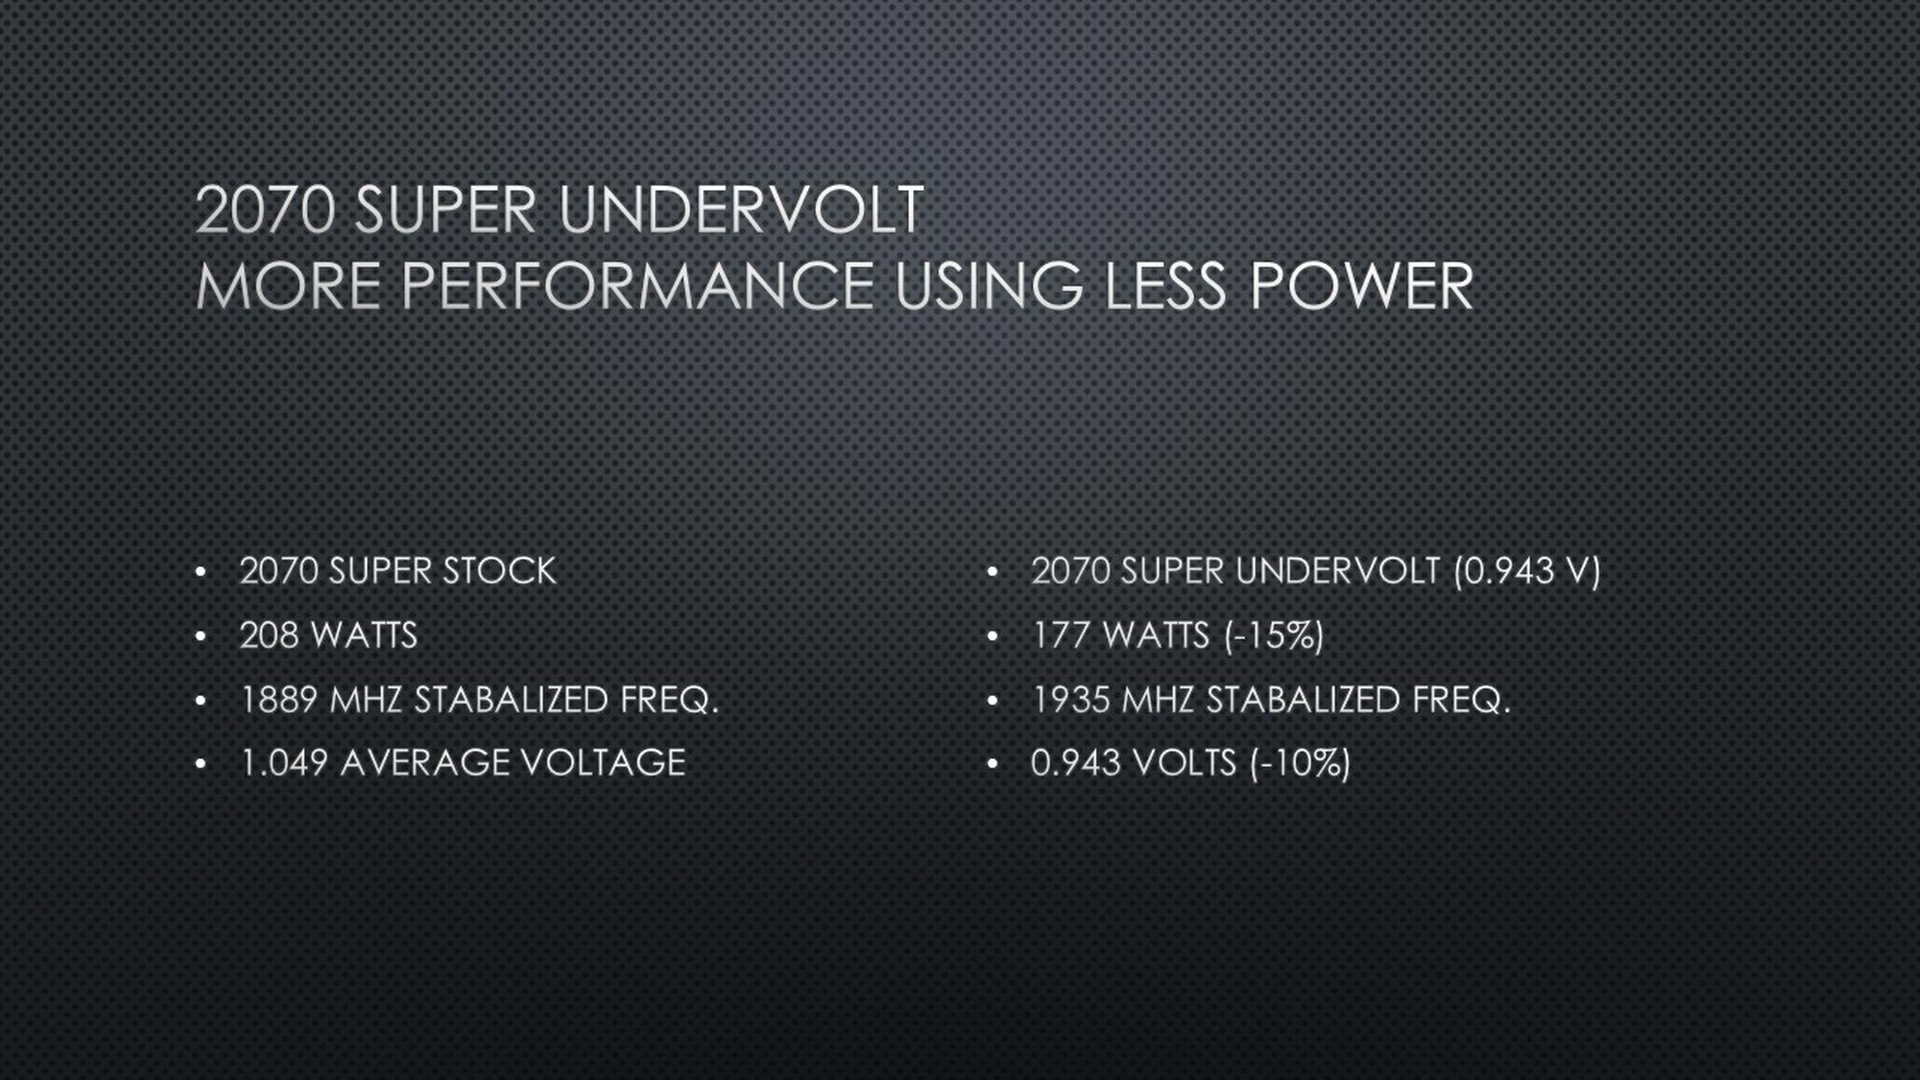 2070 SUPER UNDERVOLT
MORE PERFORMANCE USING LESS POWER
• 2070 SUPER STOCK
• 208 WATTS
• 1889 MHZ STABALIZED FREQ.
• 1.049 AVERAGE VOLTAGE
• 2070 SUPER UNDERVOLT (0.943 V)
• 177 WATTS (-15%)
• 1935 MHZ STABALIZED FREQ.
• 0.943 VOLTS (-10%)